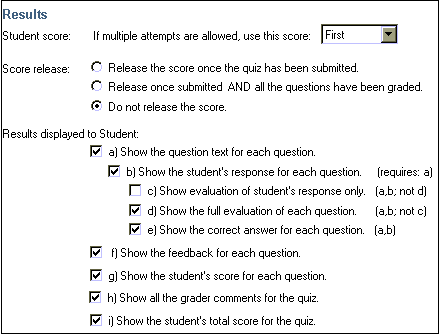 Results
Student score: If multiple attempts are allowed, use this score: First
Score release: Release the score once the quiz has been submitted.
Release once submitted AND all the questions have been graded.
Do not release the score.
Results displayed to Student:
a) Show the question text for each question.
b) Show the student's response for each question. (requires: a)
c) Show evaluation of student's response only. (a,b; not d)
d) Show the full evaluation of each question. (a,b; not c)
e) Show the correct answer for each question. (a,b)
f) Show the feedback for each question.
g) Show the student's score for each question.
h) Show all the grader comments for the quiz.
i) Show the student's total score for the quiz.